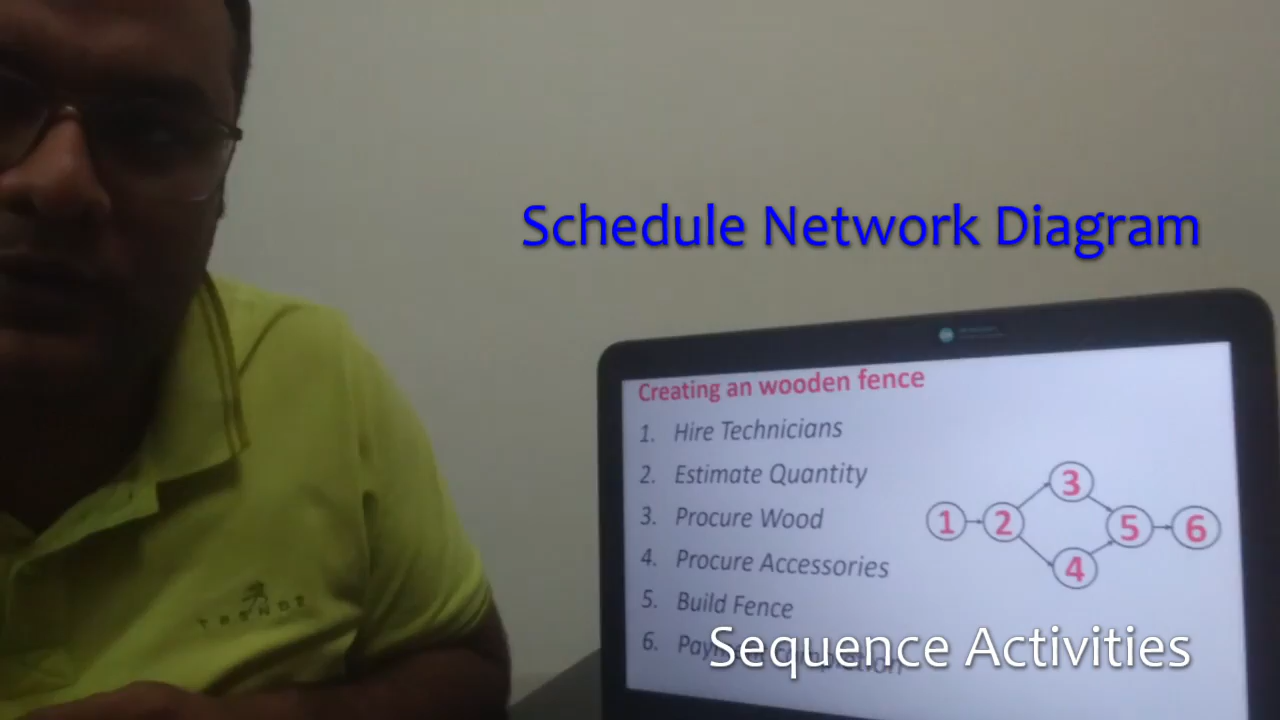 Schedule Network Diagram
Creating an wooden fence
1. Hire Technicians
2. Estimate Quantity
3. Procure Wood
4. Procure Accessories
5. Build Fence
6.
1 2 3 4 5 6
Sequence Activities
TRENDZ